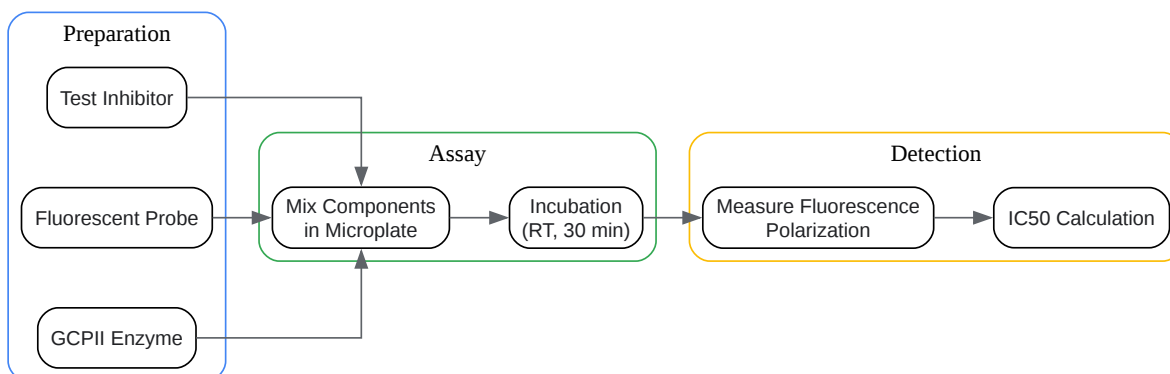 Preparation
Test Inhibitor
Fluorescent Probe
GCPII Enzyme
Assay
Mix Components
in Microplate
Incubation
(RT, 30 min)
Detection
Measure Fluorescence
Polarization
IC50 Calculation